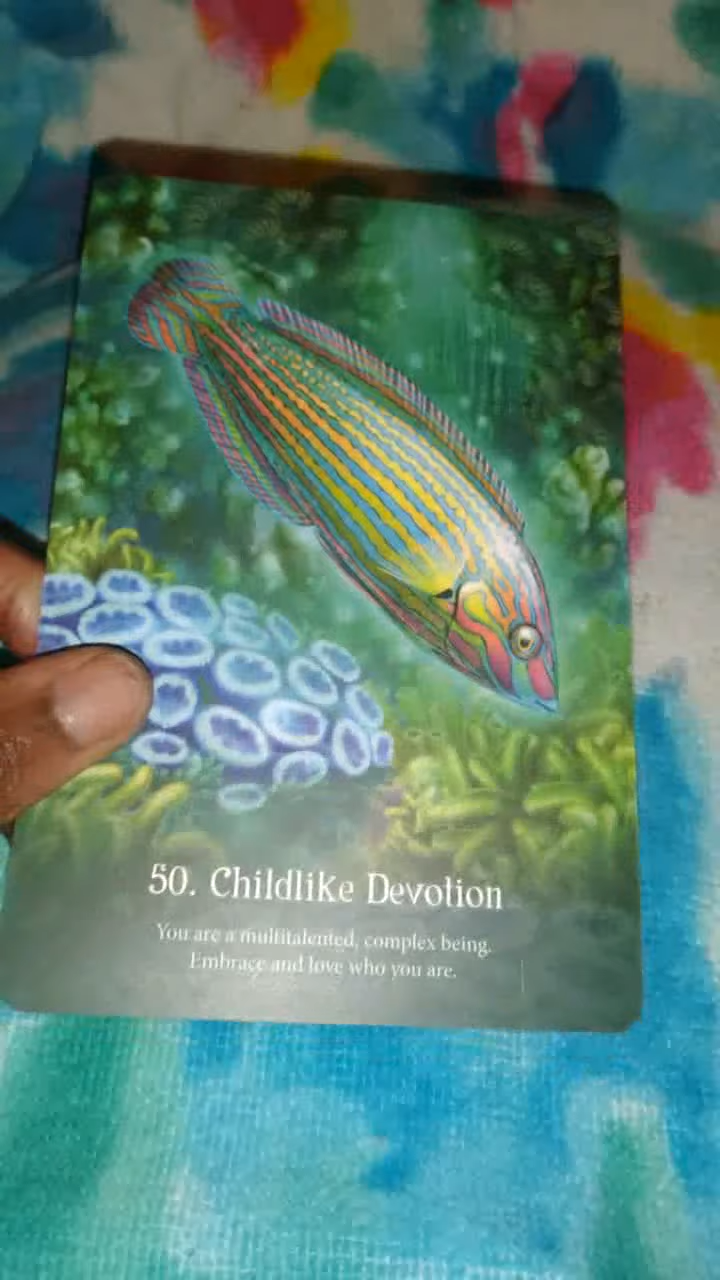 50. Childlike Devotion
You are a multitalented, complex being.
Embrace and love who you are.